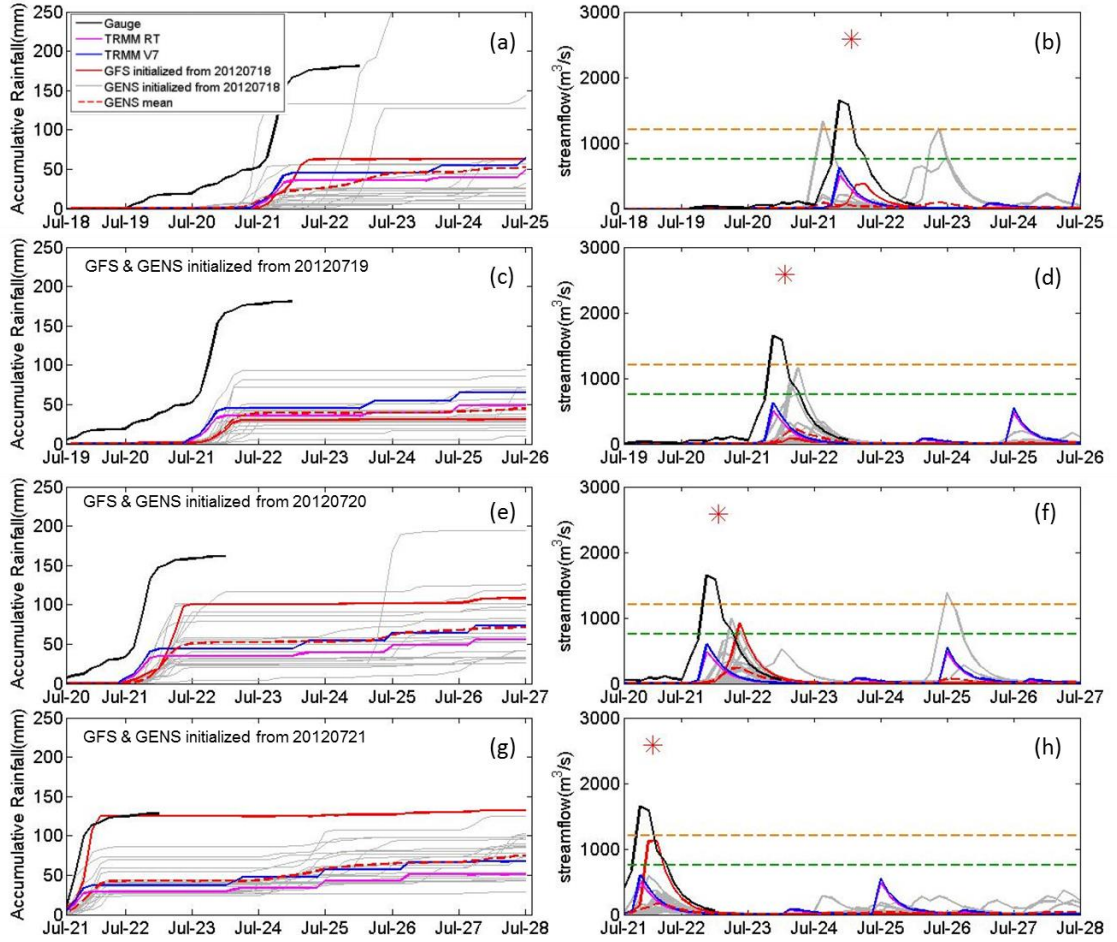 Accumulative Rainfall(mm)
250
200
150
100
50
0
Gauge
TRMM RT
TRMM V7
GFS initialized from 20120718
GENS initialized from 20120718
GENS mean
(a)
Jul-18 Jul-19 Jul-20 Jul-21 Jul-22 Jul-23 Jul-24 Jul-25
streamflow(m³/s)
3000
2000
1000
0
(b)
Jul-18 Jul-19 Jul-20 Jul-21 Jul-22 Jul-23 Jul-24 Jul-25
Accumulative Rainfall(mm)
250
200
150
100
50
0
GFS & GENS initialized from 20120719
(c)
Jul-19 Jul-20 Jul-21 Jul-22 Jul-23 Jul-24 Jul-25 Jul-26
streamflow(m³/s)
3000
2000
1000
0
(d)
Jul-19 Jul-20 Jul-21 Jul-22 Jul-23 Jul-24 Jul-25 Jul-26
Accumulative Rainfall(mm)
250
200
150
100
50
0
GFS & GENS initialized from 20120720
(e)
Jul-20 Jul-21 Jul-22 Jul-23 Jul-24 Jul-25 Jul-26 Jul-27
streamflow(m³/s)
3000
2000
1000
0
(f)
Jul-20 Jul-21 Jul-22 Jul-23 Jul-24 Jul-25 Jul-26 Jul-27
Accumulative Rainfall(mm)
250
200
150
100
50
0
GFS & GENS initialized from 20120721
(g)
Jul-21 Jul-22 Jul-23 Jul-24 Jul-25 Jul-26 Jul-27 Jul-28
streamflow(m³/s)
3000
2000
1000
0
(h)
Jul-21 Jul-22 Jul-23 Jul-24 Jul-25 Jul-26 Jul-27 Jul-28